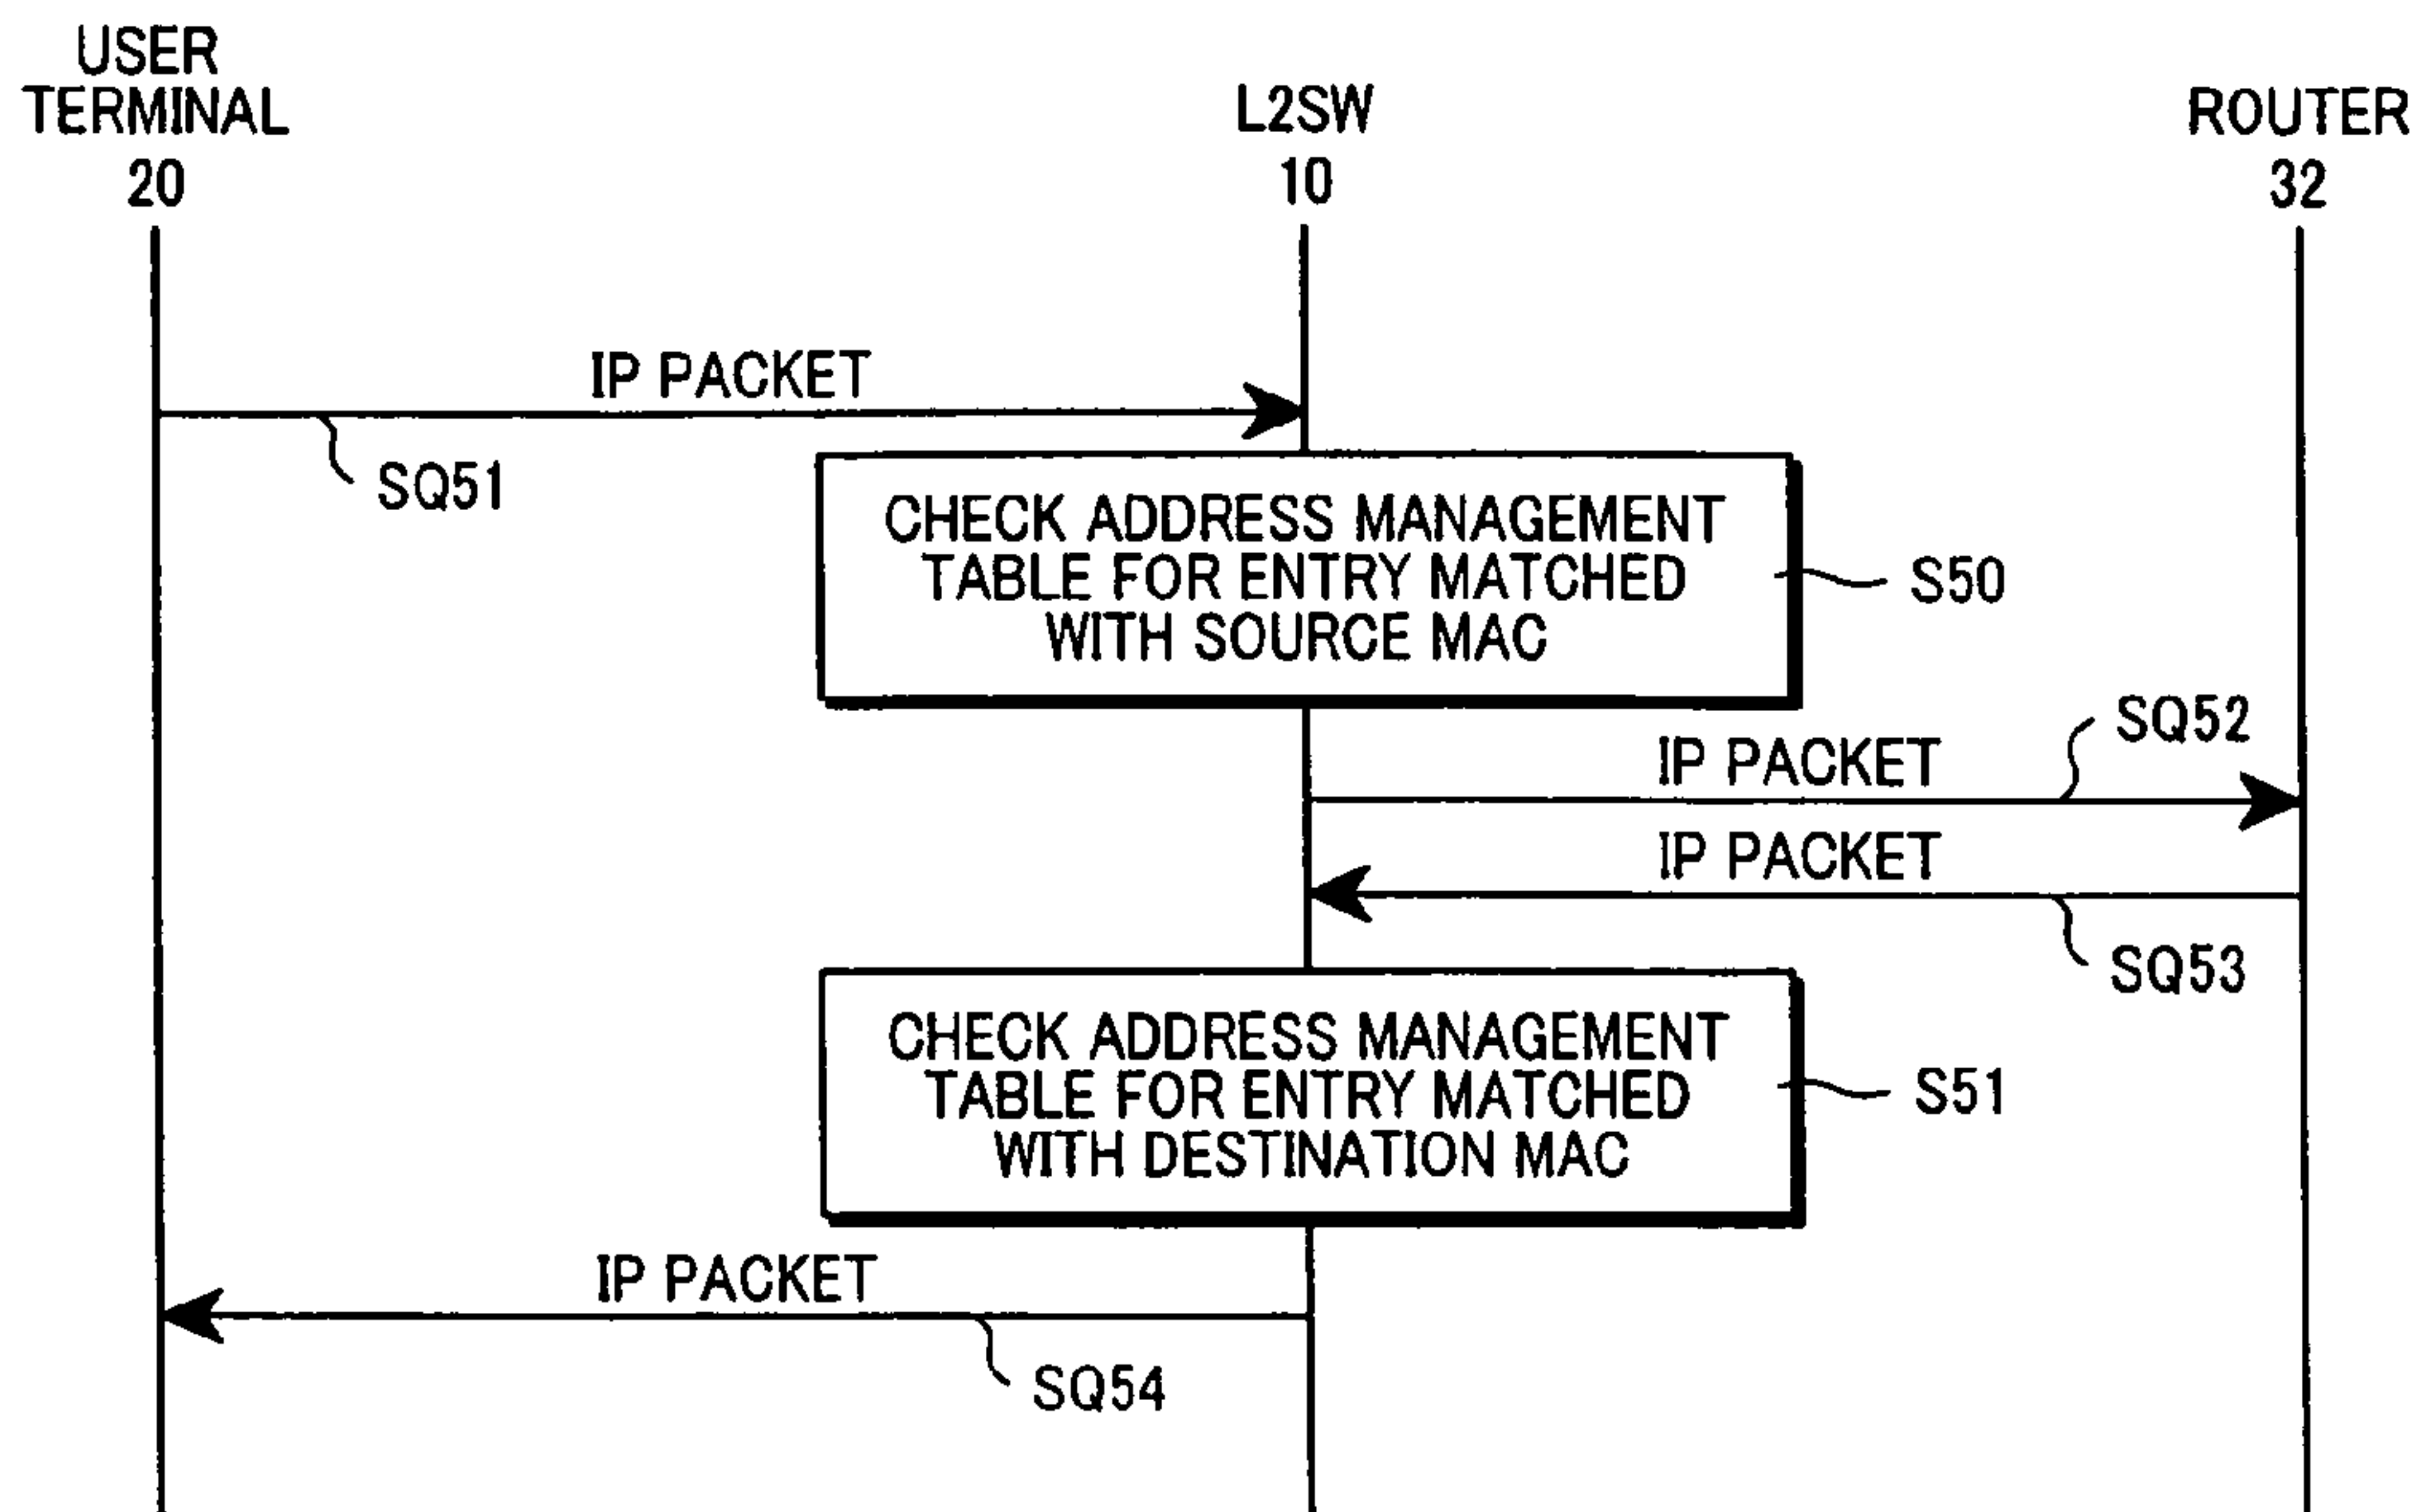 USER
TERMINAL
20
L2SW
10
ROUTER
32
IP PACKET
SQ51
CHECK ADDRESS MANAGEMENT
TABLE FOR ENTRY MATCHED
WITH SOURCE MAC
S50
SQ52
IP PACKET
IP PACKET
SQ53
CHECK ADDRESS MANAGEMENT
TABLE FOR ENTRY MATCHED
WITH DESTINATION MAC
S51
IP PACKET
SQ54